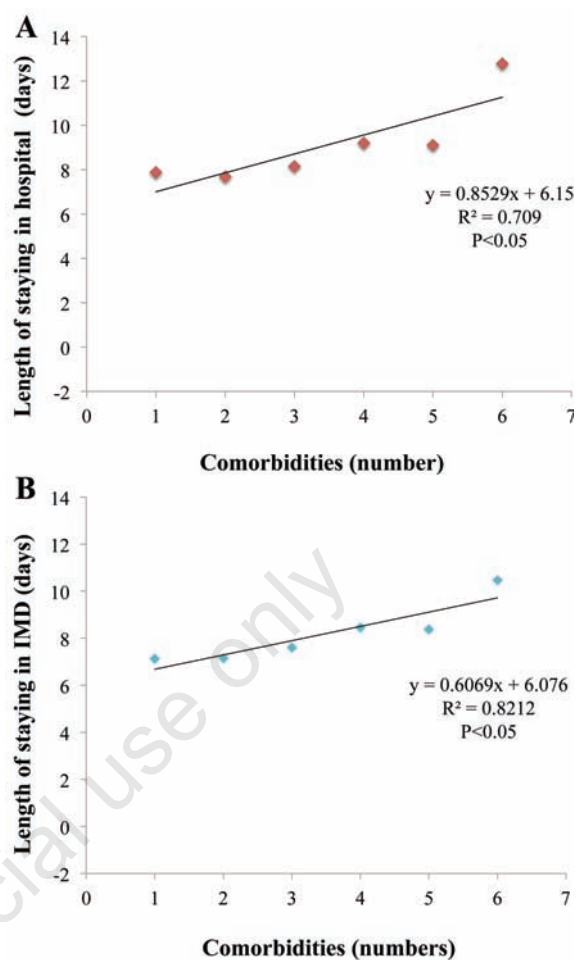 A
Length of staying in hospital (days)
14
12
10
8
6
4
2
0
-2
y = 0.8529x + 6.15
R² = 0.709
P<0.05
0 1 2 3 4 5 6 7
Comorbidities (number)
B
Length of staying in IMD (days)
14
12
10
8
6
4
2
0
-2
y = 0.6069x + 6.076
R² = 0.8212
P<0.05
0 1 2 3 4 5 6 7
Comorbidities (numbers)
use only